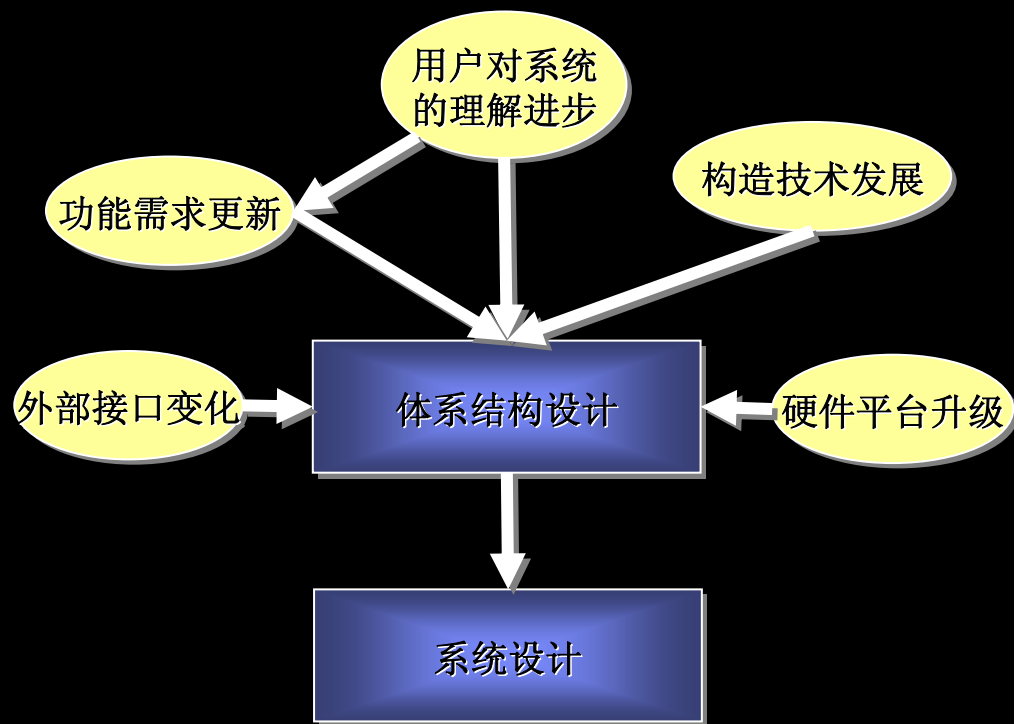 用户对系统
的理解进步
构造技术发展
功能需求更新
外部接口变化
体系结构设计
硬件平台升级
系统设计